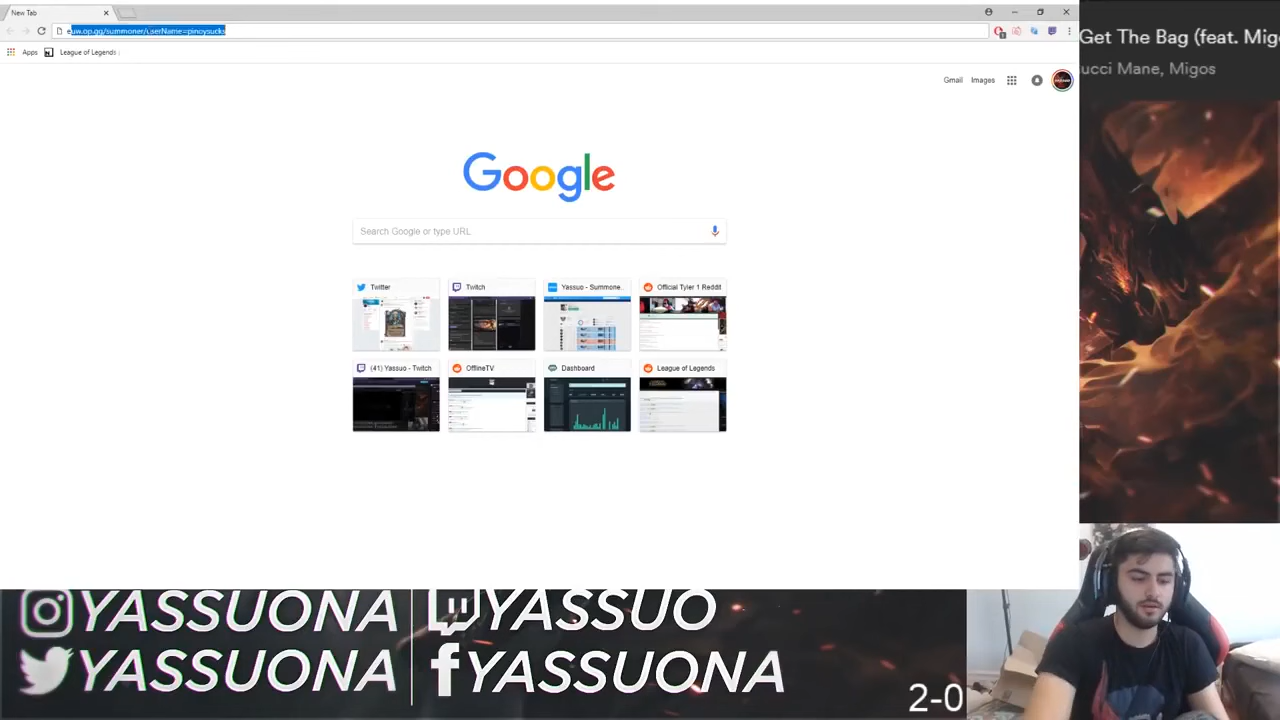 New Tab
euw.op.gg/summoner/userName=pinoysucks
Apps
League of Legends
Gmail
Images
Google
Search Google or type URL
Twitter
Twitch
Yassuo - Summone...
Official Tyler 1 Reddit
(41) Yassuo - Twitch
OfflineTV
Dashboard
League of Legends
Get The Bag (feat. Migo
ucci Mane, Migos
YASSUONA
YASSUO
YASSUONA
fYASSUONA
2-0